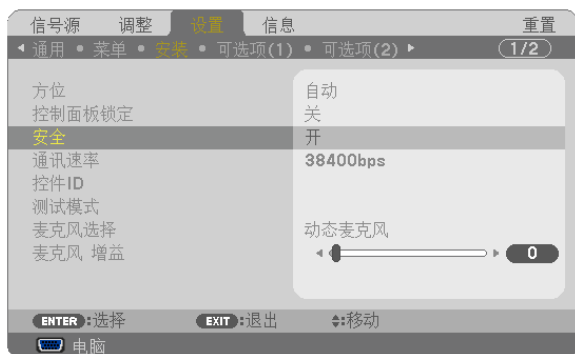 信号源 调整 设置 信息 重置
通用 • 菜单 • 安装 • 可选项(1) • 可选项(2) 1/2
方位 自动
控制面板锁定 关
安全 开
通讯速率 38400bps
控件ID
测试模式
麦克风选择 动态麦克风
麦克风 增益 0
ENTER:选择 EXIT:退出 :移动
电脑